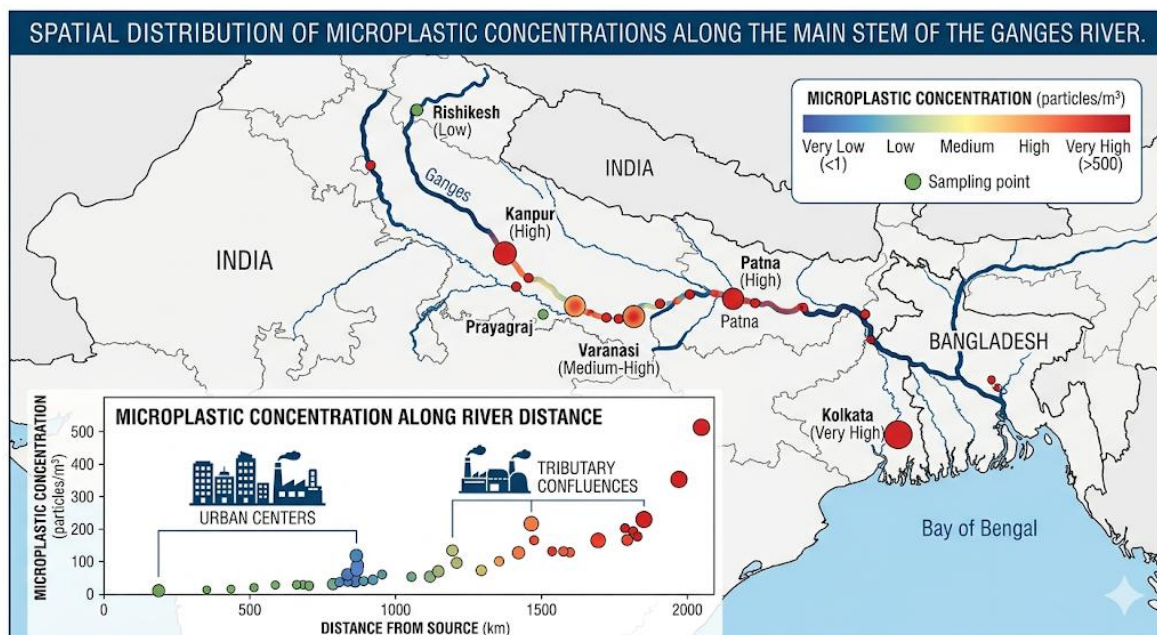 SPATIAL DISTRIBUTION OF MICROPLASTIC CONCENTRATIONS ALONG THE MAIN STEM OF THE GANGES RIVER.
MICROPLASTIC CONCENTRATION (particles/m³)
Very Low
(<1)
Low
Medium
High
Very High
(>500)
Sampling point
Rishikesh
(Low)
INDIA
Ganges
Kanpur
(High)
INDIA
Patna
(High)
Prayagraj
Patna
Varanasi
(Medium-High)
BANGLADESH
Kolkata
(Very High)
Bay of Bengal
MICROPLASTIC CONCENTRATION ALONG RIVER DISTANCE
MICROPLASTIC CONCENTRATION
(particles/m³)
500
400
300
200
100
0
URBAN CENTERS
TRIBUTARY
CONFLUENCES
0
500
1000
1500
2000
DISTANCE FROM SOURCE (km)